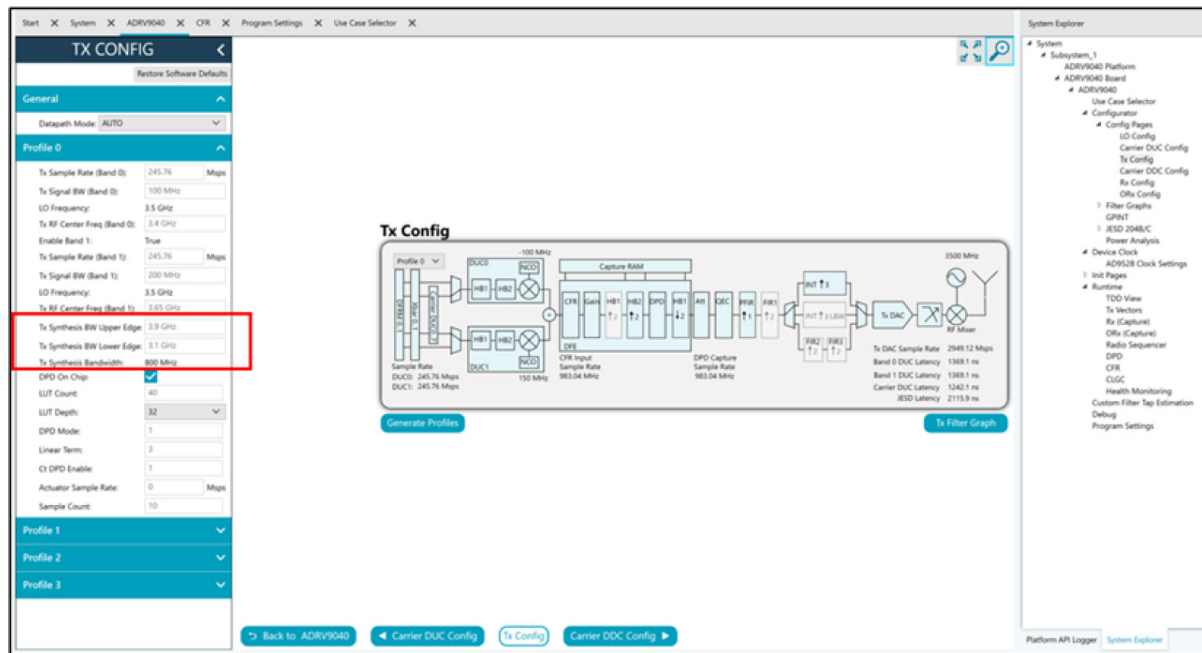 Start X System X ADRV9040 X CFR X Program Settings X Use Case Selector X
TX CONFIG
Restore Software Defaults
General
Datapath Mode: AUTO
Profile 0
Tx Sample Rate (Band 0): 245.76 Msps
Tx Signal BW (Band 0): 100 MHz
LO Frequency: 3.5 GHz
Tx RF Center Freq (Band 0): 3.4 GHz
Enable Band 1: True
Tx Sample Rate (Band 1): 245.76 Msps
Tx Signal BW (Band 1): 200 MHz
LO Frequency: 3.5 GHz
Tx RF Center Freq (Band 1): 3.65 GHz
Tx Synthesis BW Upper Edge: 3.9 GHz
Tx Synthesis BW Lower Edge: 3.1 GHz
Tx Synthesis Bandwidth: 800 MHz
DPD On Chip:
LUT Count: 40
LUT Depth: 32
DPD Mode: 1
Linear Term: 3
Ct DPD Enable: 1
Actuator Sample Rate: 0 Msps
Sample Count: 10
Profile 1
Profile 2
Profile 3
Tx Config
Profile 0
DUC0
-100 MHz
NCO
HB1
HB2
Carrier DUC
HB1
HB2
NCO
DUC1
150 MHz
Sample Rate
DUC0: 245.76 Msps
DUC1: 245.76 Msps
Capture RAM
CFR
Gain
HB1
↑2
HB2
↑2
DPD
HB1
↓2
DFE
Att
QEC
PFIR
↑1
FIR1
↑2
CFR Input
Sample Rate
983.04 MHz
DPD Capture
Sample Rate
983.04 MHz
INT ↑3
INT ↑3 LBW
FIR2
↑2
FIR3
↑2
Tx DAC
3500 MHz
RF Mixer
Tx DAC Sample Rate 2949.12 Msps
Band 0 DUC Latency 1369.1 ns
Band 1 DUC Latency 1369.1 ns
Carrier DUC Latency 1242.1 ns
JESD Latency 2115.9 ns
Generate Profiles
Tx Filter Graph
Back to ADRV9040
Carrier DUC Config
Tx Config
Carrier DDC Config
System Explorer
System
Subsystem_1
ADRV9040 Platform
ADRV9040 Board
ADRV9040
Use Case Selector
Configurator
Config Pages
LO Config
Carrier DUC Config
Tx Config
Carrier DDC Config
Rx Config
ORx Config
Filter Graphs
GPINT
JESD 204B/C
Power Analysis
Device Clock
AD9528 Clock Settings
Init Pages
Runtime
TDD View
Tx Vectors
Rx (Capture)
ORx (Capture)
Radio Sequencer
DPD
CFR
CLGC
Health Monitoring
Custom Filter Tap Estimation
Debug
Program Settings
Platform API Logger
System Explorer